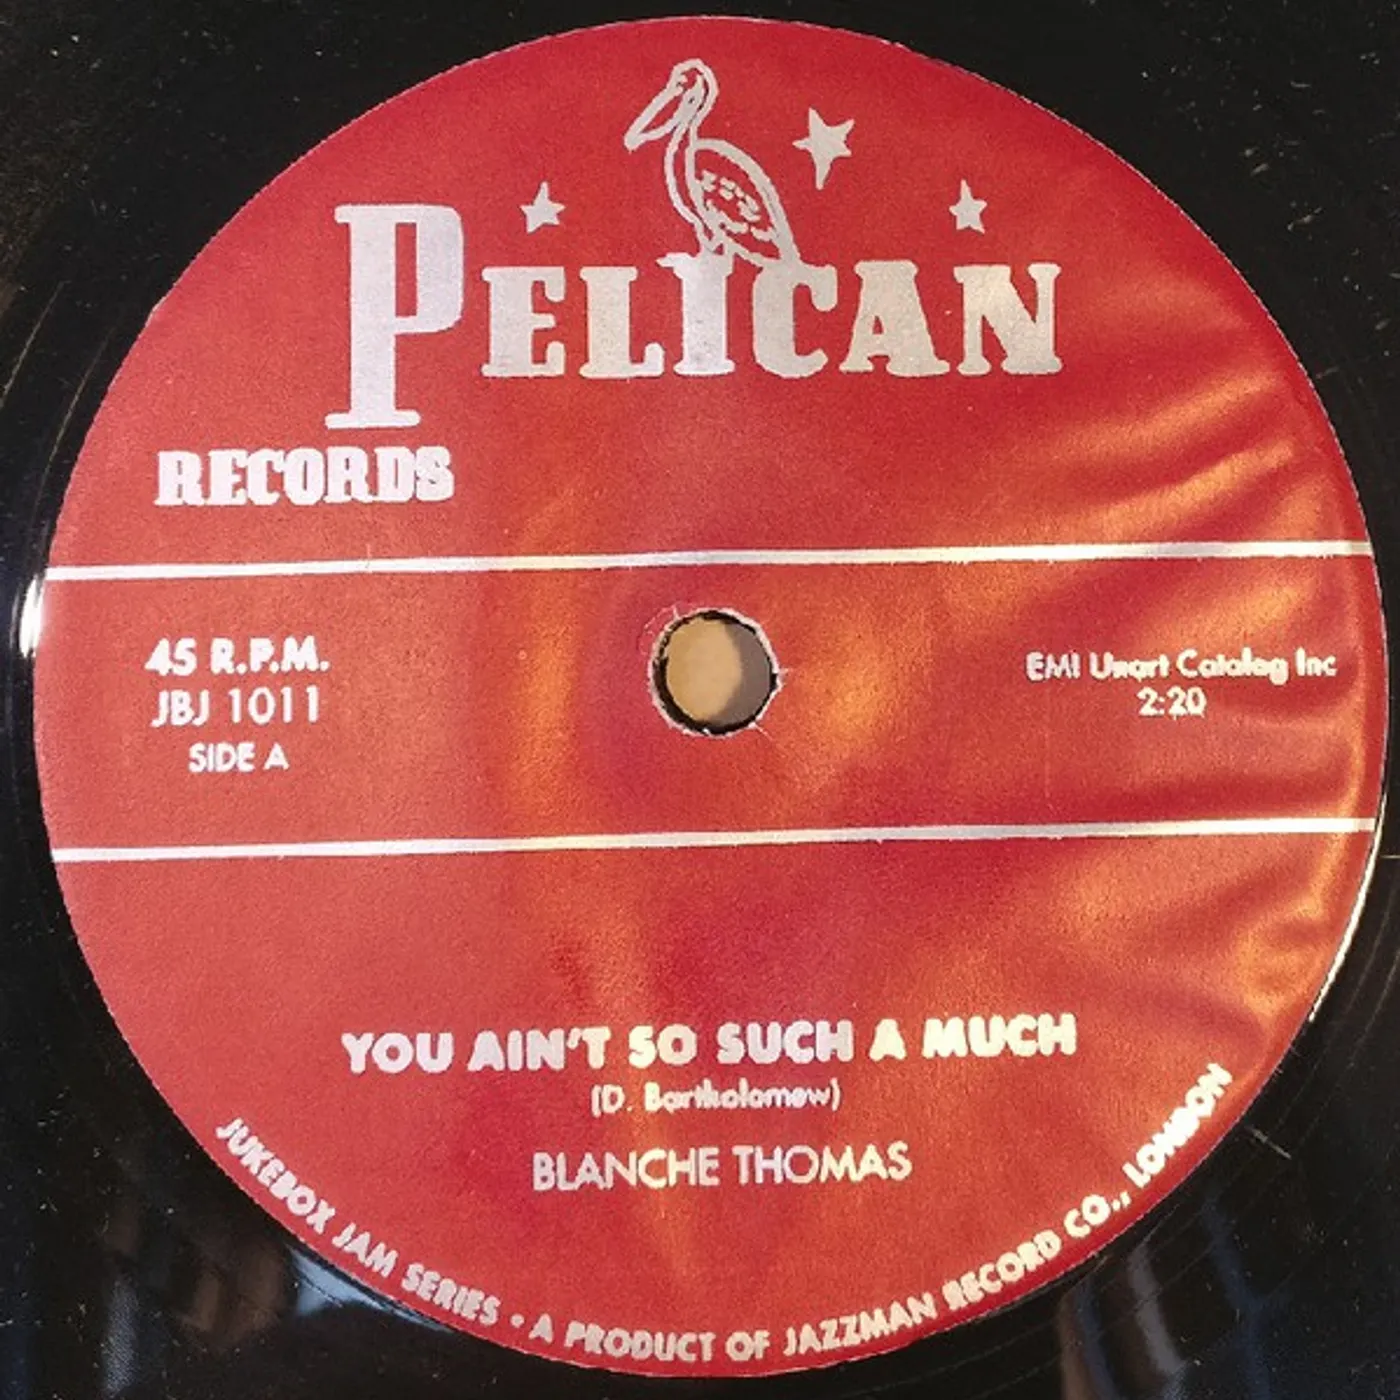 PELICAN
RECORDS
45 R.P.M.
JBJ 1011
SIDE A
EMI Unart Catalog Inc
2:20
YOU AIN'T SO SUCH A MUCH
(D. Bartholomew)
BLANCHE THOMAS
JUKEBOX JAM SERIES • A PRODUCT OF JAZZMAN RECORD CO., LONDON